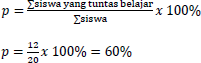 p = ∑siswa yang tuntas belajar / ∑siswa x 100%
p = 12/20 x 100% = 60%